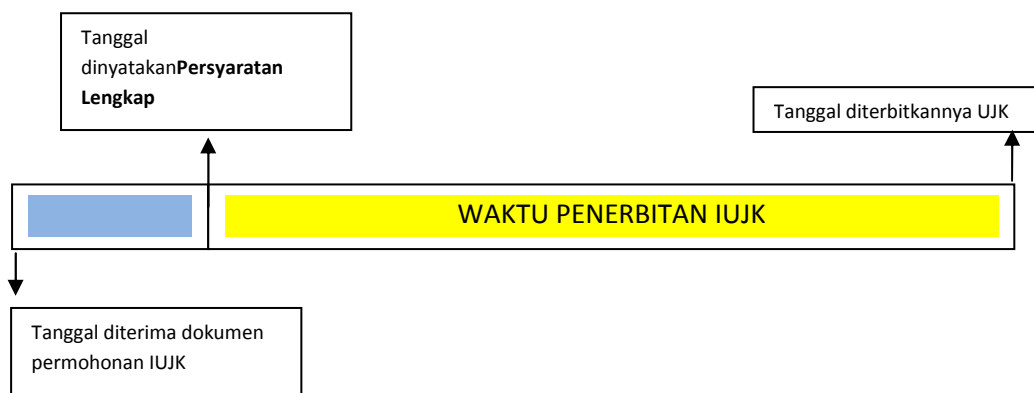 Tanggal
dinyatakanPersyaratan
Lengkap
Tanggal diterbitkannya UJK
WAKTU PENERBITAN IUJK
Tanggal diterima dokumen
permohonan IUJK